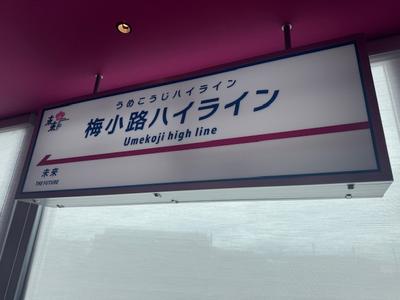 うめこうじハイライン
梅小路ハイライン
Umekoji high line
未来
THE FUTURE